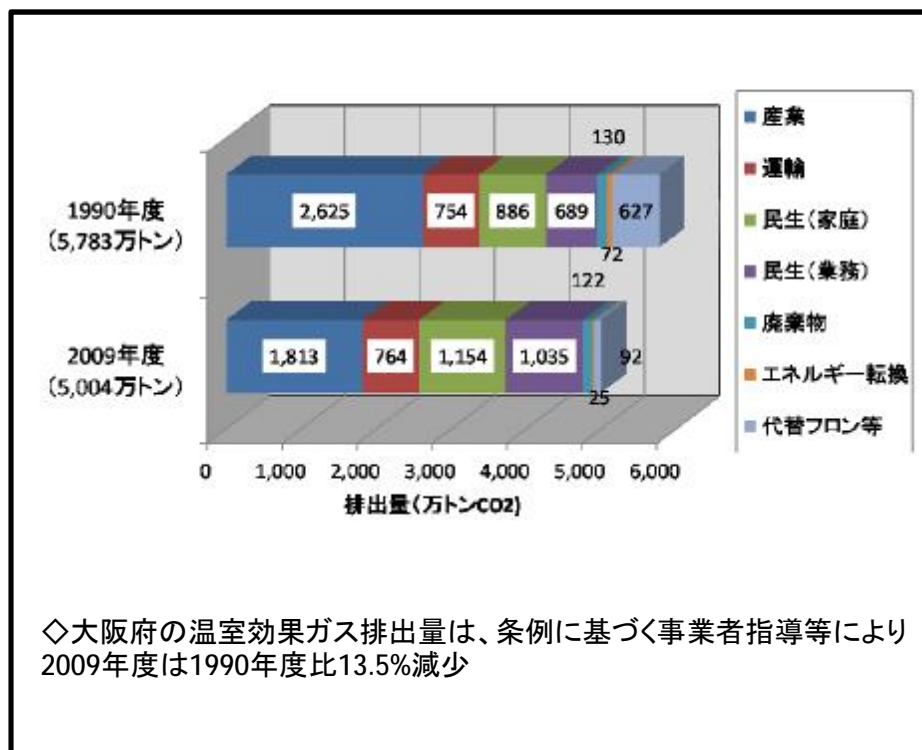 130
1990年度
(5,783万トン)
2,625 754 886 689 627
72
122
2009年度
(5,004万トン)
1,813 764 1,154 1,035 92
25
0 1,000 2,000 3,000 4,000 5,000 6,000
排出量(万トンCO2)
産業
運輸
民生(家庭)
民生(業務)
廃棄物
エネルギー転換
代替フロン等
◇大阪府の温室効果ガス排出量は、条例に基づく事業者指導等により
2009年度は1990年度比13.5%減少